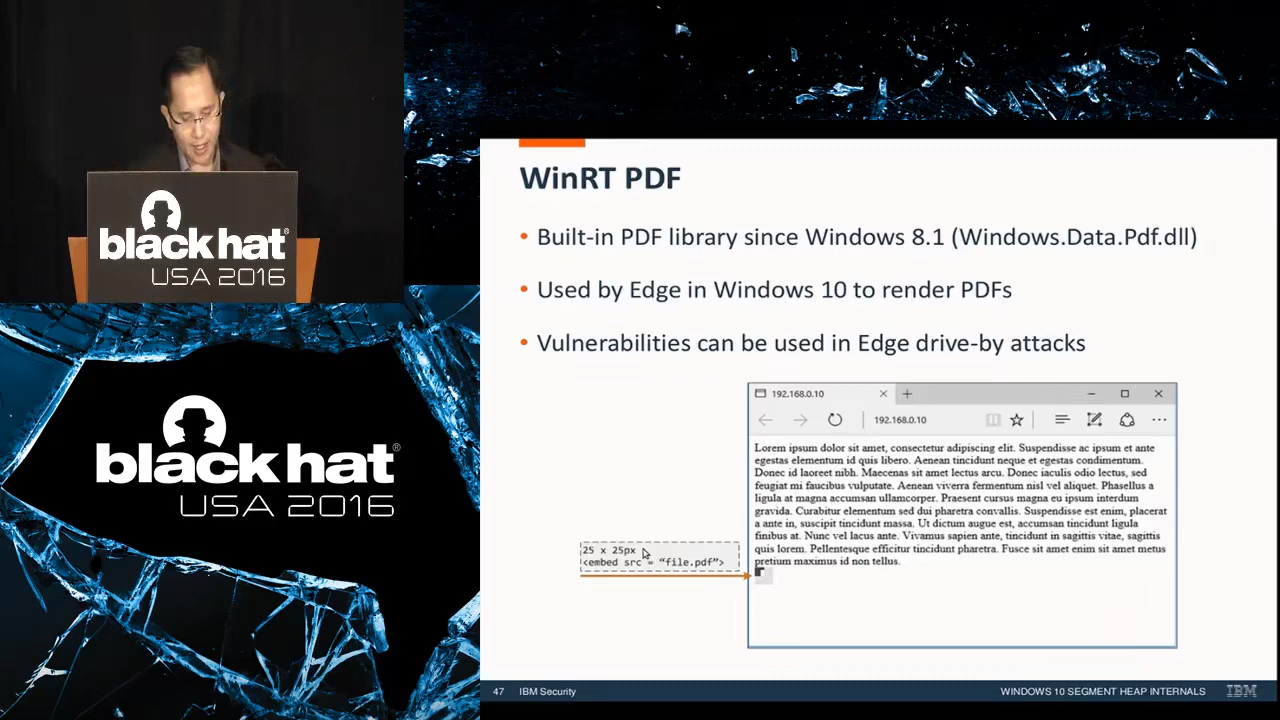 black hat®
USA 2016
black hat®
USA 2016
WinRT PDF
• Built-in PDF library since Windows 8.1 (Windows.Data.Pdf.dll)
• Used by Edge in Windows 10 to render PDFs
• Vulnerabilities can be used in Edge drive-by attacks
192.168.0.10
192.168.0.10
Lorem ipsum dolor sit amet, consectetur adipiscing elit. Suspendisse ac ipsum et ante
egestas elementum id quis libero. Aenean tincidunt neque et egestas condimentum.
Donec id laoreet nibh. Maecenas sit amet lectus arcu. Donec iaculis odio lectus, sed
feugiat mi faucibus vulputate. Aenean viverra fermentum nisl vel aliquet. Phasellus a
ligula at magna accumsan ullamcorper. Praesent cursus magna eu ipsum interdum
gravida. Curabitur elementum sed dui pharetra convallis. Suspendisse est enim, placerat
a ante in, suscipit tincidunt massa. Ut dictum augue est, accumsan tincidunt ligula
finibus at. Nunc vel lacus ante. Vivamus sapien ante, tincidunt in sagittis vitae, sagittis
quis lorem. Pellentesque efficitur tincidunt pharetra. Fusce sit amet enim sit amet metus
pretium maximus id non tellus.
25 x 25px
<embed src = “file.pdf”>
47 IBM Security
WINDOWS 10 SEGMENT HEAP INTERNALS IBM